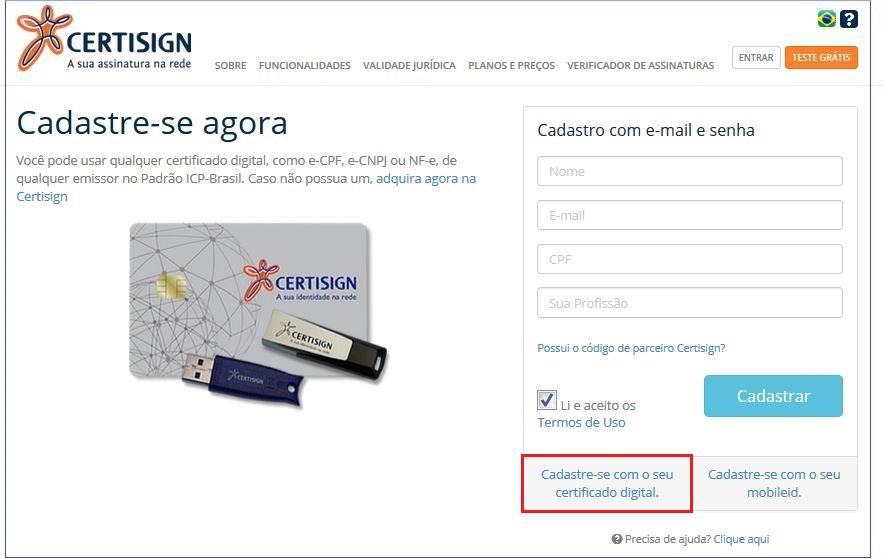 CERTISIGN
A sua assinatura na rede
?
SOBRE FUNCIONALIDADES VALIDADE JURÍDICA PLANOS E PREÇOS VERIFICADOR DE ASSINATURAS ENTRAR TESTE GRÁTIS
Cadastre-se agora
Você pode usar qualquer certificado digital, como e-CPF, e-CNPJ ou NF-e, de
qualquer emissor no Padrão ICP-Brasil. Caso não possua um, adquira agora na
Certisign
CERTISIGN
A sua identidade na rede
CERTISIGN
A sua identidade na rede
CERTISIGN
Cadastro com e-mail e senha
Nome
E-mail
CPF
Sua Profissão
Possui o código de parceiro Certisign?
Li e aceito os
Termos de Uso
Cadastrar
Cadastre-se com o seu
certificado digital.
Cadastre-se com o seu
mobileid.
? Precisa de ajuda? Clique aqui